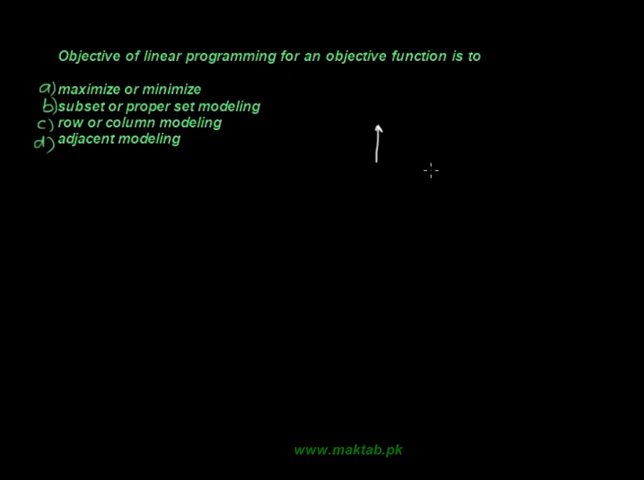 Objective of linear programming for an objective function is to
a) maximize or minimize
b) subset or proper set modeling
c) row or column modeling
d) adjacent modeling
www.maktab.pk